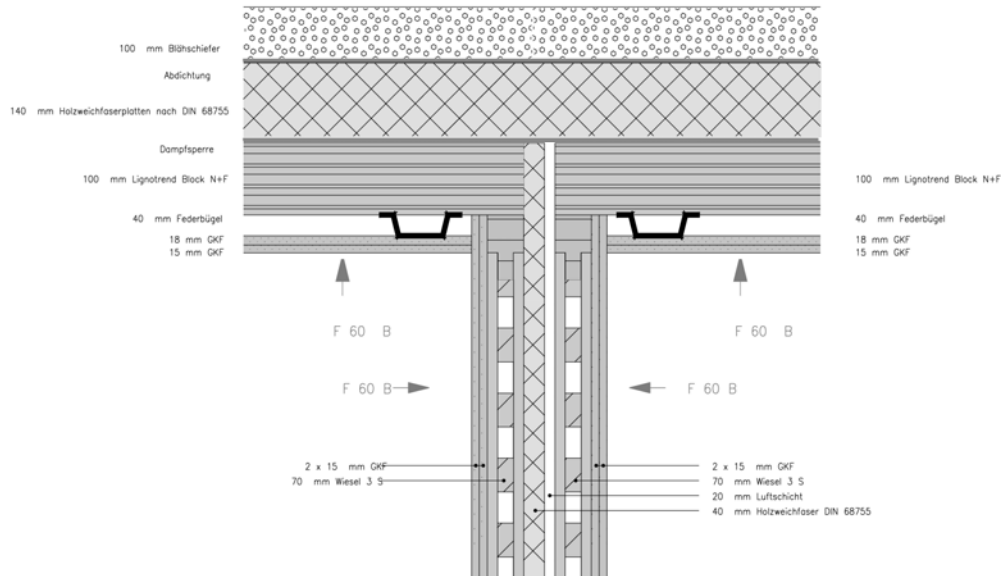 100 mm Blähschiefer
Abdichtung
140 mm Holzweichfaserplatten nach DIN 68755
Dampfsperre
100 mm Lignotrend Block N+F
100 mm Lignotrend Block N+F
40 mm Federbügel
40 mm Federbügel
18 mm GKF
18 mm GKF
15 mm GKF
15 mm GKF
F 60 B
F 60 B
F 60 B
F 60 B
2 x 15 mm GKF
2 x 15 mm GKF
70 mm Wiesel 3 S
70 mm Wiesel 3 S
20 mm Luftschicht
40 mm Holzweichfaser DIN 68755